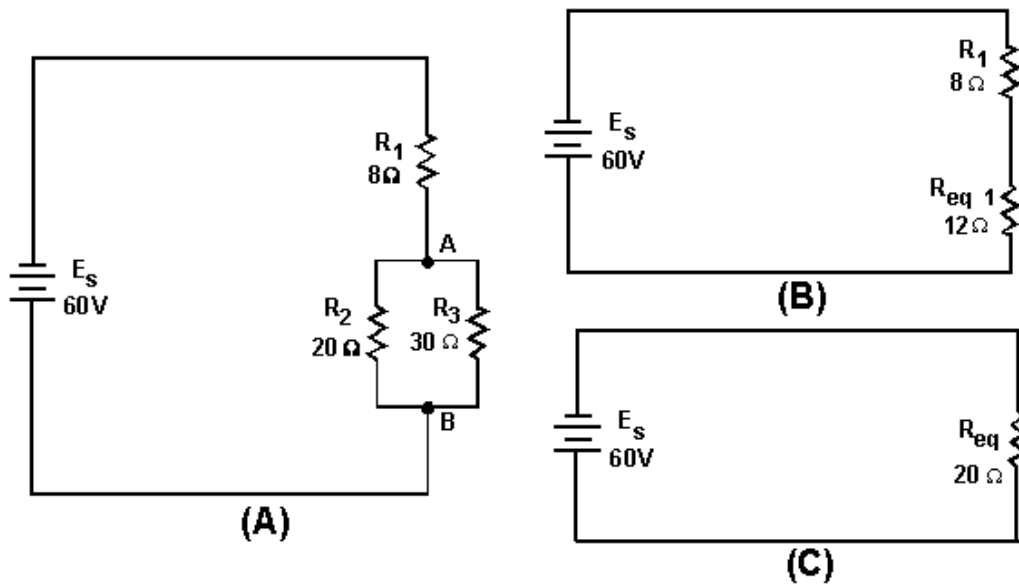 R1
8Ω
A
Es
60V
R2
20 Ω
R3
30 Ω
B
(A)
R1
8 Ω
Es
60V
Req 1
12 Ω
(B)
Es
60V
Req
20 Ω
(C)